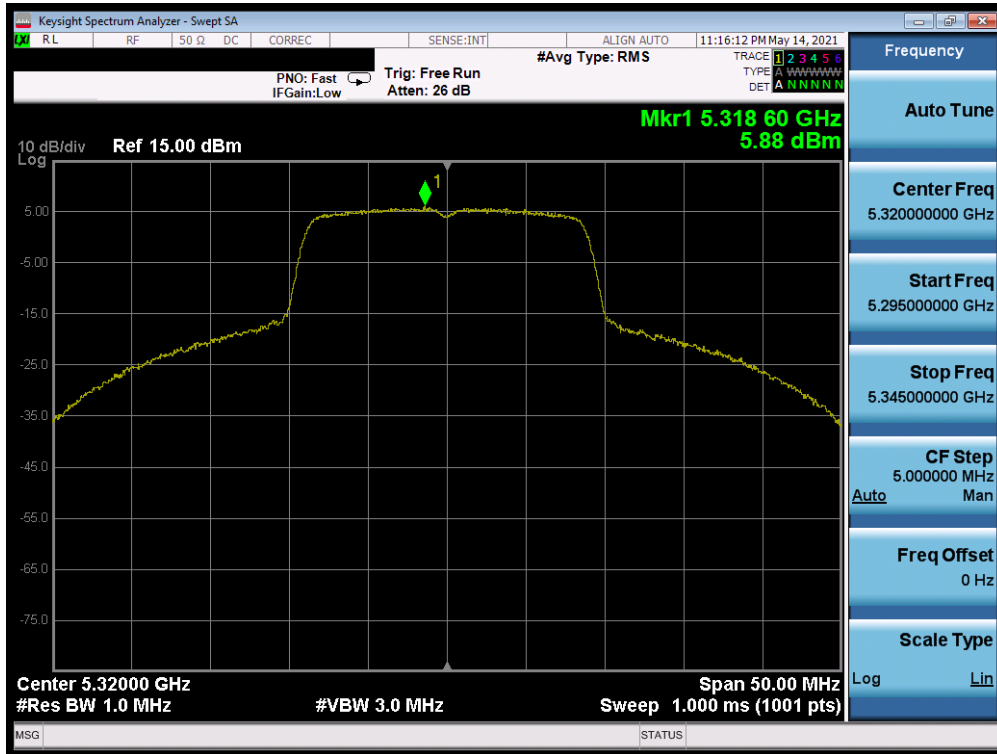 Keysight Spectrum Analyzer - Swept SA
LXI RL RF 50 Ω DC CORREC SENSE:INT ALIGN AUTO 11:16:12 PM May 14, 2021
#Avg Type: RMS
TRACE 1 2 3 4 5 6
TYPE A WWWWW
DET A N N N N N
PNO: Fast
IFGain:Low
Trig: Free Run
Atten: 26 dB
Mkr1 5.318 60 GHz
5.88 dBm
10 dB/div Ref 15.00 dBm
Log
1
5.00
-5.00
-15.0
-25.0
-35.0
-45.0
-55.0
-65.0
-75.0
Center 5.32000 GHz Span 50.00 MHz
#Res BW 1.0 MHz #VBW 3.0 MHz Sweep 1.000 ms (1001 pts)
MSG STATUS
Frequency
Auto Tune
Center Freq
5.320000000 GHz
Start Freq
5.295000000 GHz
Stop Freq
5.345000000 GHz
CF Step
5.000000 MHz
Auto Man
Freq Offset
0 Hz
Scale Type
Log Lin